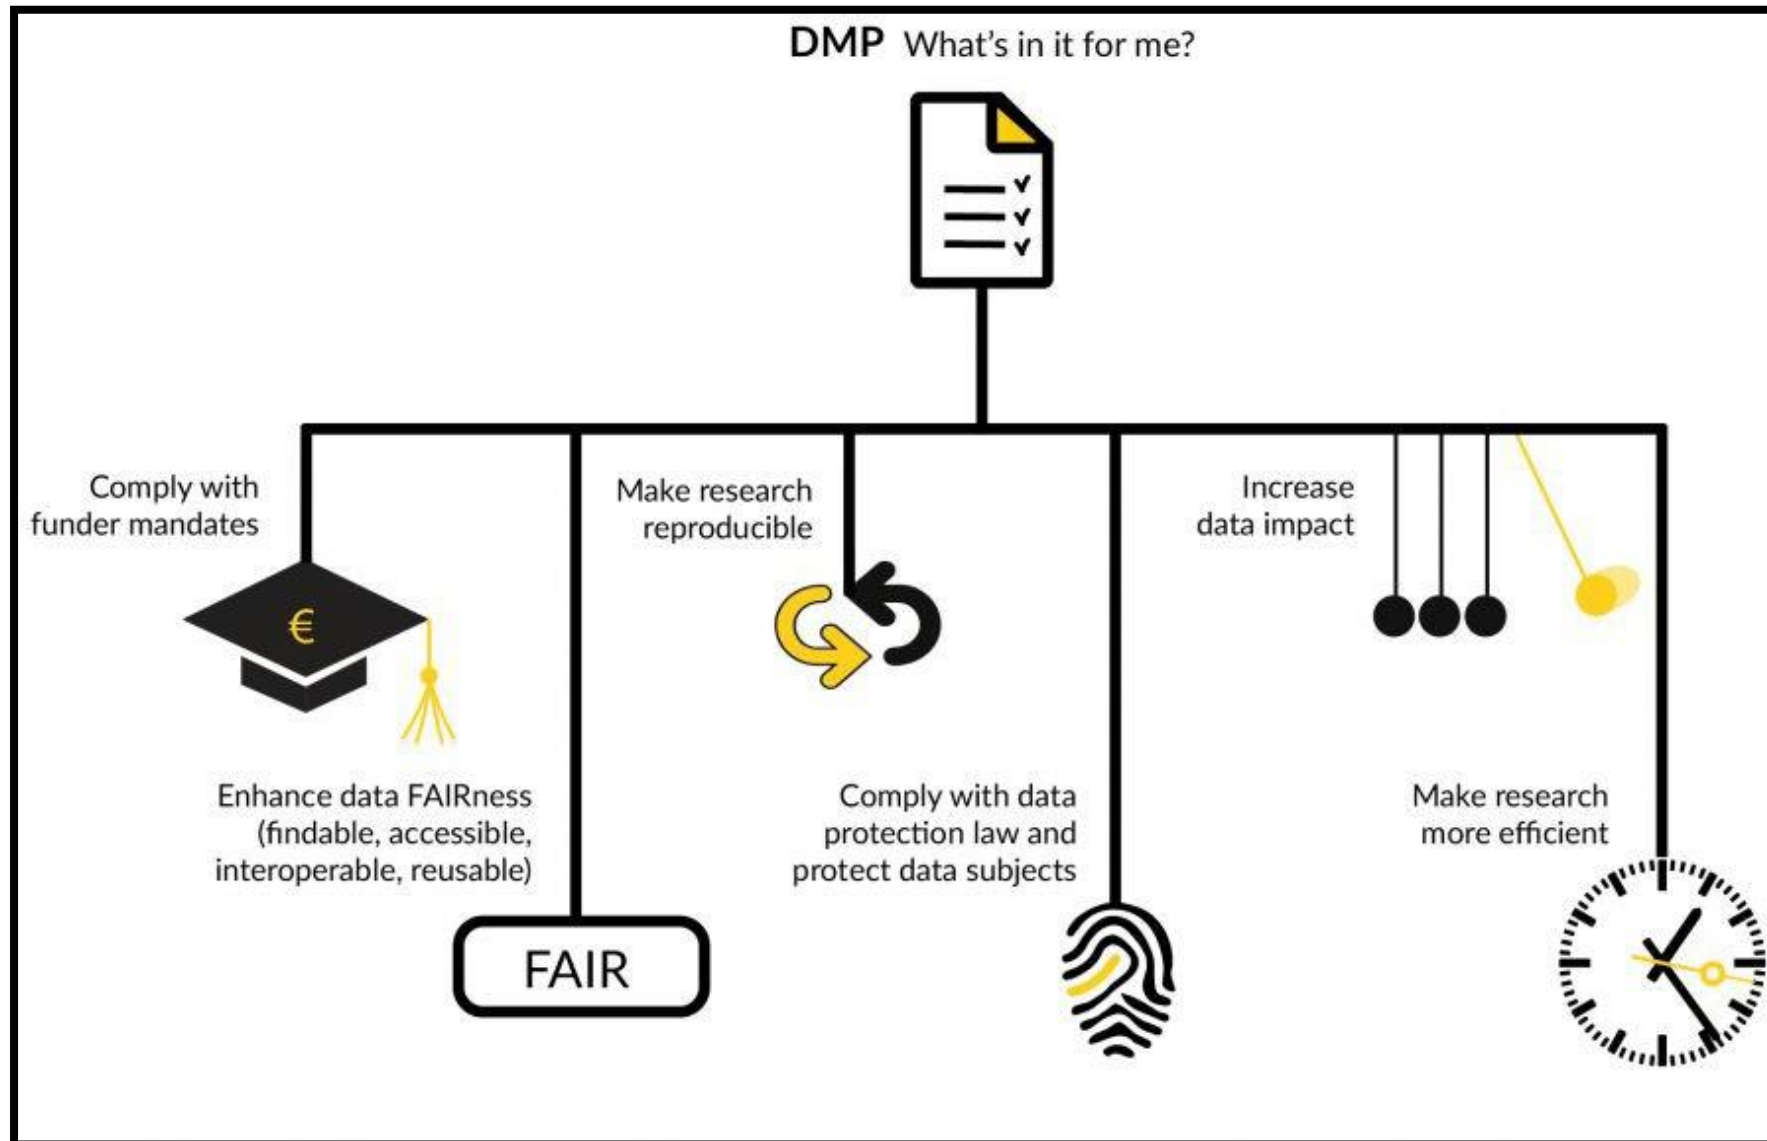 DMP What's in it for me?
Comply with
funder mandates
€
Make research
reproducible
Increase
data impact
Enhance data FAIRness
(findable, accessible,
interoperable, reusable)
FAIR
Comply with data
protection law and
protect data subjects
Make research
more efficient